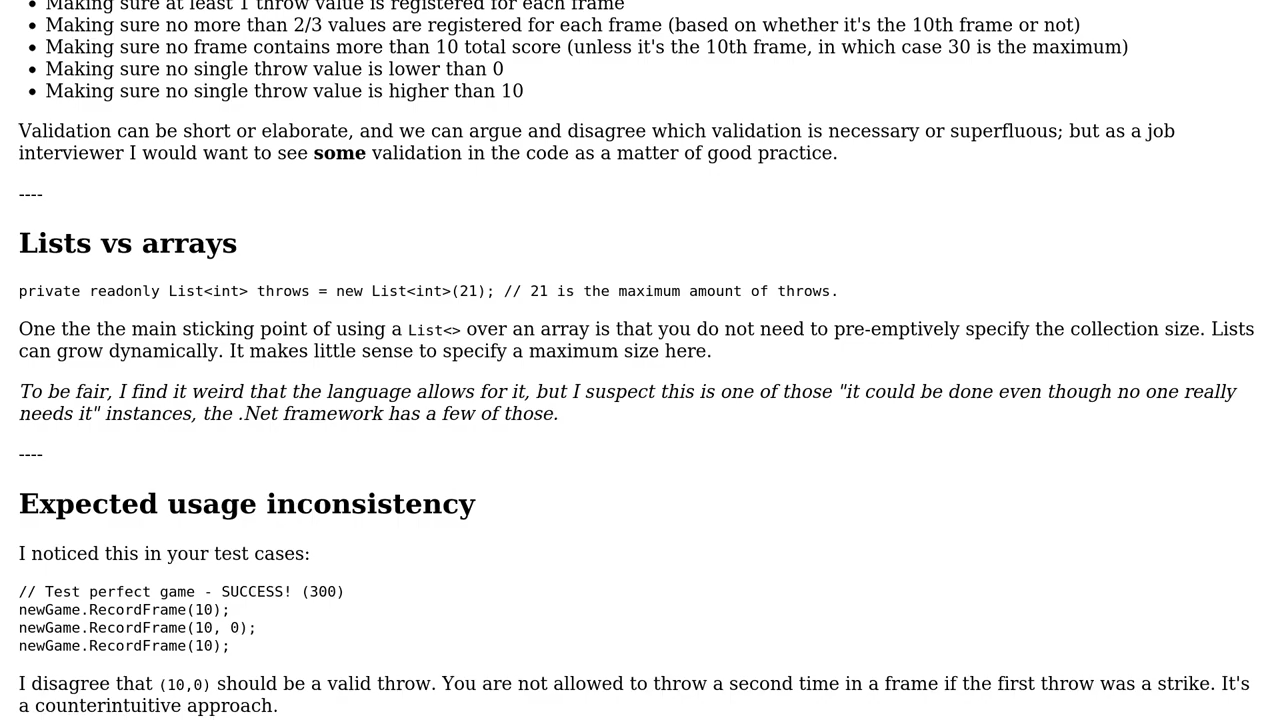 Making sure at least 1 throw value is registered for each frame
Making sure no more than 2/3 values are registered for each frame (based on whether it's the 10th frame or not)
Making sure no frame contains more than 10 total score (unless it's the 10th frame, in which case 30 is the maximum)
Making sure no single throw value is lower than 0
Making sure no single throw value is higher than 10
Validation can be short or elaborate, and we can argue and disagree which validation is necessary or superfluous; but as a job
interviewer I would want to see some validation in the code as a matter of good practice.
----
Lists vs arrays
private readonly List<int> throws = new List<int>(21); // 21 is the maximum amount of throws.
One the the main sticking point of using a List<> over an array is that you do not need to pre-emptively specify the collection size. Lists
can grow dynamically. It makes little sense to specify a maximum size here.
To be fair, I find it weird that the language allows for it, but I suspect this is one of those "it could be done even though no one really
needs it" instances, the .Net framework has a few of those.
----
Expected usage inconsistency
I noticed this in your test cases:
// Test perfect game - SUCCESS! (300)
newGame.RecordFrame(10);
newGame.RecordFrame(10, 0);
newGame.RecordFrame(10);
I disagree that (10,0) should be a valid throw. You are not allowed to throw a second time in a frame if the first throw was a strike. It's
a counterintuitive approach.